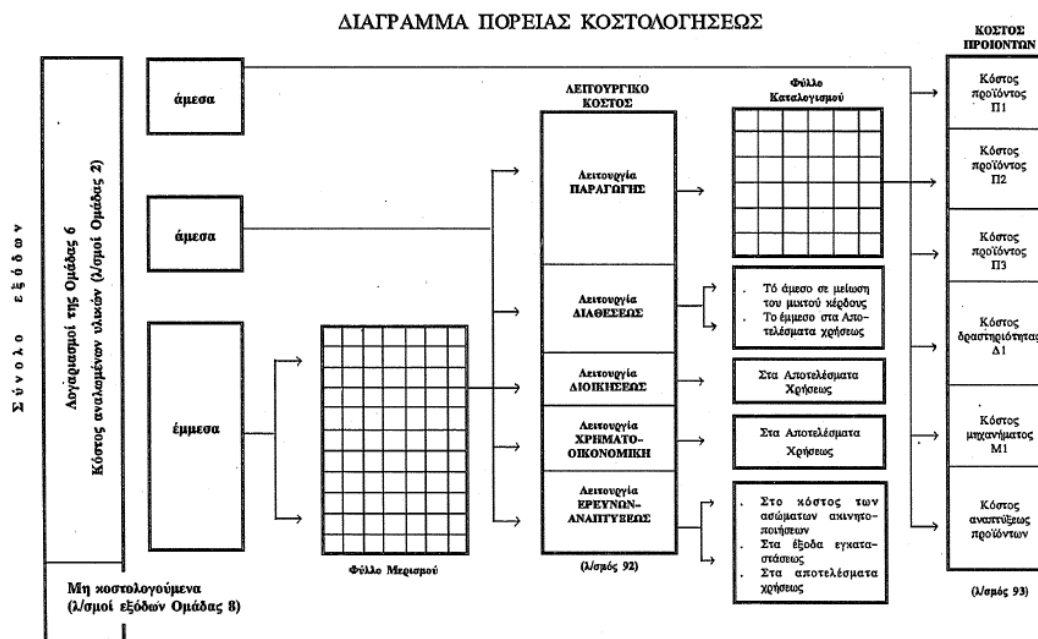 ΔΙΑΓΡΑΜΜΑ ΠΟΡΕΙΑΣ ΚΟΣΤΟΛΟΓΗΣΕΩΣ
Σύνολο εξόδων
Λογαριασμοί της Ομάδας 6
Κόστος αναλωμένων υλικών (λ/σμοί Ομάδας 2)
Μη κοστολογούμενα
(λ/σμοί εξόδων Ομάδας 8)
άμεσα
άμεσα
έμμεσα
Φύλλο Μερισμού
ΛΕΙΤΟΥΡΓΙΚΟ
ΚΟΣΤΟΣ
Λειτουργία
ΠΑΡΑΓΩΓΗΣ
Λειτουργία
ΔΙΑΘΕΣΕΩΣ
Λειτουργία
ΔΙΟΙΚΗΣΕΩΣ
Λειτουργία
ΧΡΗΜΑΤΟ-
ΟΙΚΟΝΟΜΙΚΗ
Λειτουργία
ΕΡΕΥΝΩΝ-
ΑΝΑΠΤΥΞΕΩΣ
(λ/σμός 92)
Φύλλο
Καταλογισμού
. Τό άμεσο σε μείωση
του μικτού κέρδους
. Το έμμεσο στα Απο-
τελέσματα χρήσεως
Στα Αποτελέσματα
Χρήσεως
Στα Αποτελέσματα
Χρήσεως
. Στο κόστος των
ασώματων ακινητο-
ποιήσεων
. Στα έξοδα εγκατα-
στάσεως
. Στα αποτελέσματα
χρήσεως
ΚΟΣΤΟΣ
ΠΡΟΙΟΝΤΩΝ
Κόστος
προϊόντος
Π1
Κόστος
προϊόντος
Π2
Κόστος
προϊόντος
Π3
Κόστος
δραστηριότητας
Δ1
Κόστος
μηχανήματος
Μ1
Κόστος
αναπτύξεως
προϊόντων
(λ/σμός 93)